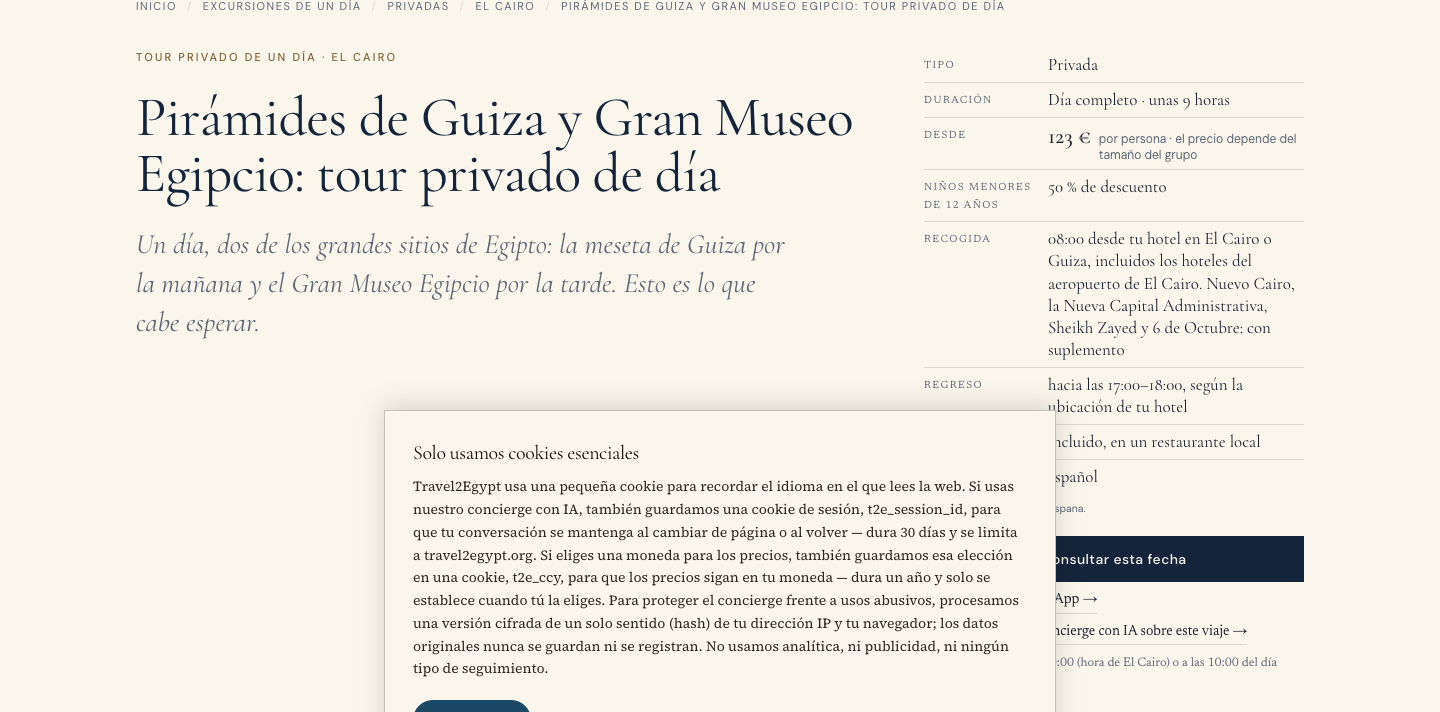 INICIO / EXCURSIONES DE UN DÍA / PRIVADAS / EL CAIRO / PIRÁMIDES DE GUIZA Y GRAN MUSEO EGIPCIO: TOUR PRIVADO DE DÍA
TOUR PRIVADO DE UN DÍA · EL CAIRO
Pirámides de Guiza y Gran Museo
Egipcio: tour privado de día
Un día, dos de los grandes sitios de Egipto: la meseta de Guiza por
la mañana y el Gran Museo Egipcio por la tarde. Esto es lo que
cabe esperar.
TIPO Privada
DURACIÓN Día completo · unas 9 horas
DESDE 123 € por persona · el precio depende del
tamaño del grupo
NIÑOS MENORES 50 % de descuento
DE 12 AÑOS
RECOGIDA 08:00 desde tu hotel en El Cairo o
Guiza, incluidos los hoteles del
aeropuerto de El Cairo. Nuevo Cairo,
la Nueva Capital Administrativa,
Sheikh Zayed y 6 de Octubre: con
suplemento
REGRESO hacia las 17:00–18:00, según la
ubicación de tu hotel
ncluido, en un restaurante local
spañol
spana.
onsultar esta fecha
App →
ncierge con IA sobre este viaje →
:00 (hora de El Cairo) o a las 10:00 del día
Solo usamos cookies esenciales
Travel2Egypt usa una pequeña cookie para recordar el idioma en el que lees la web. Si usas
nuestro concierge con IA, también guardamos una cookie de sesión, t2e_session_id, para
que tu conversación se mantenga al cambiar de página o al volver — dura 30 días y se limita
a travel2egypt.org. Si eliges una moneda para los precios, también guardamos esa elección
en una cookie, t2e_ccy, para que los precios sigan en tu moneda — dura un año y solo se
establece cuando tú la eliges. Para proteger el concierge frente a usos abusivos, procesamos
una versión cifrada de un solo sentido (hash) de tu dirección IP y tu navegador; los datos
originales nunca se guardan ni se registran. No usamos analítica, ni publicidad, ni ningún
tipo de seguimiento.